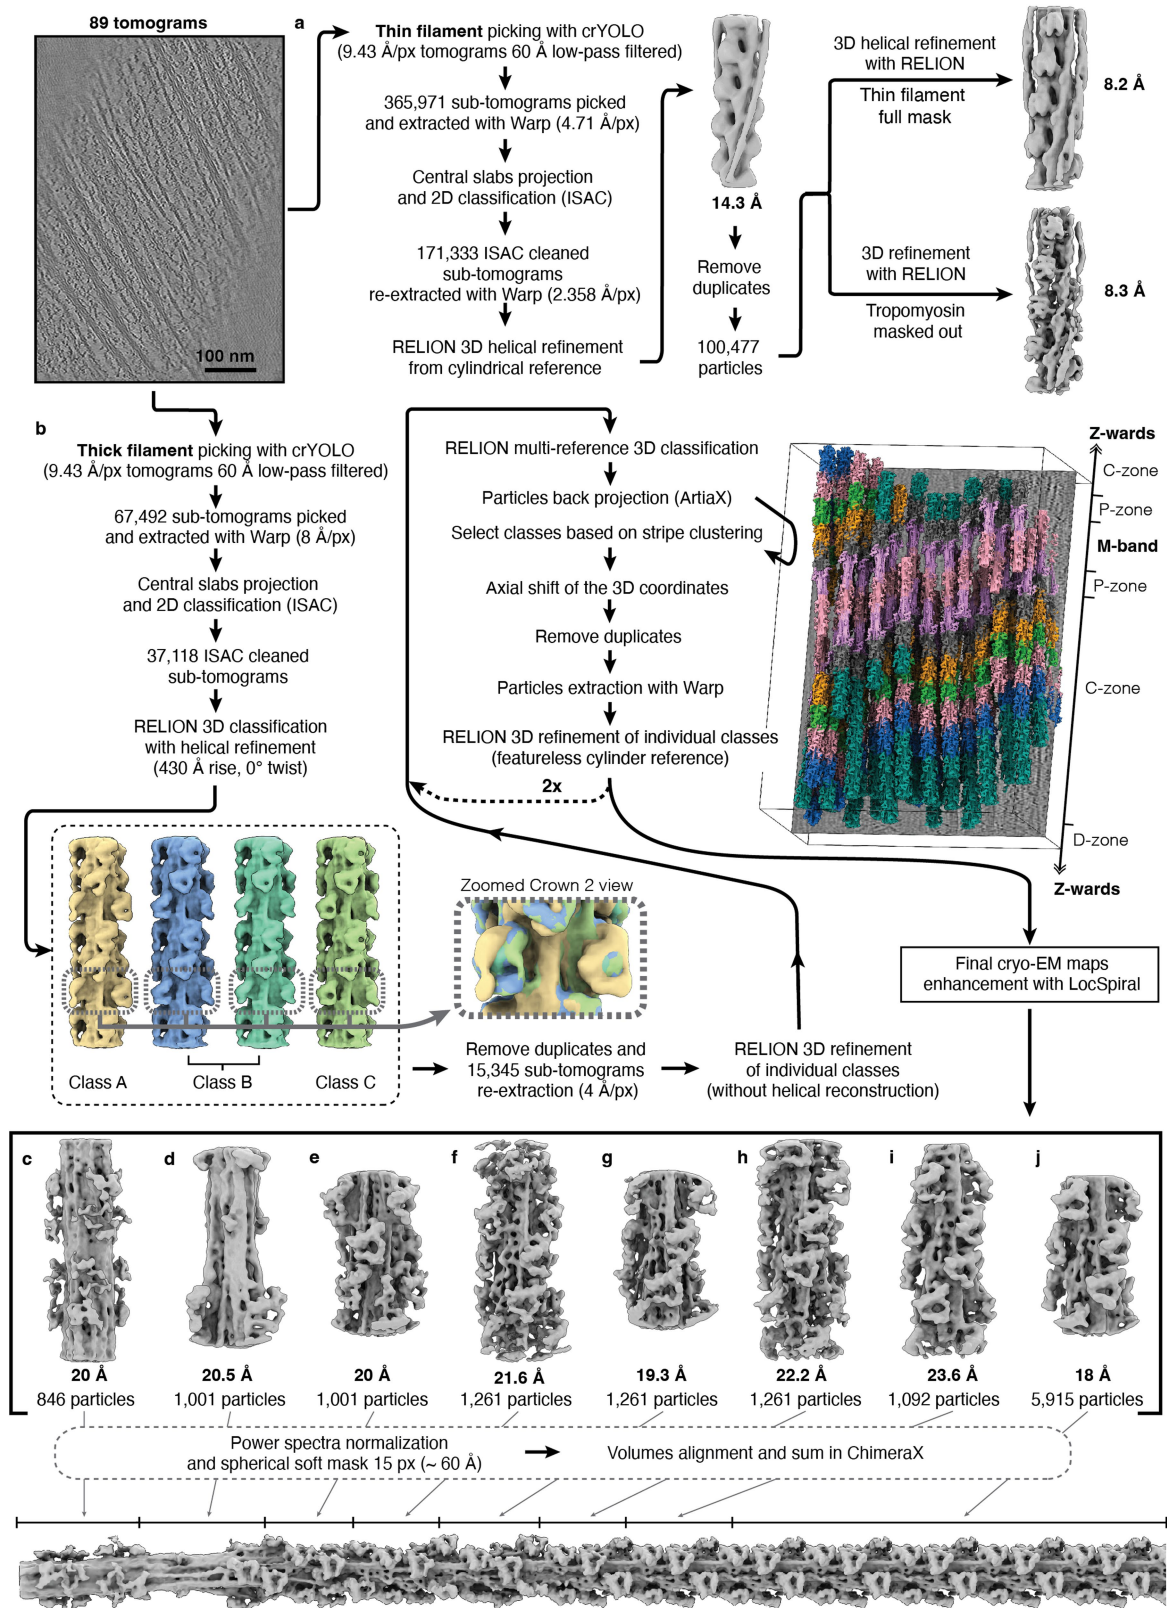 89 tomograms
100 nm
a
Thin filament picking with crYOLO
(9.43 Å/px tomograms 60 Å low-pass filtered)
365,971 sub-tomograms picked
and extracted with Warp (4.71 Å/px)
Central slabs projection
and 2D classification (ISAC)
171,333 ISAC cleaned
sub-tomograms
re-extracted with Warp (2.358 Å/px)
RELION 3D helical refinement
from cylindrical reference
14.3 Å
Remove
duplicates
100,477
particles
3D helical refinement
with RELION
Thin filament
full mask
8.2 Å
3D refinement
with RELION
Tropomyosin
masked out
8.3 Å
b
Thick filament picking with crYOLO
(9.43 Å/px tomograms 60 Å low-pass filtered)
67,492 sub-tomograms picked
and extracted with Warp (8 Å/px)
Central slabs projection
and 2D classification (ISAC)
37,118 ISAC cleaned
sub-tomograms
RELION 3D classification
with helical refinement
(430 Å rise, 0° twist)
Class A
Class B
Class C
Zoomed Crown 2 view
Remove duplicates and
15,345 sub-tomograms
re-extraction (4 Å/px)
RELION 3D refinement
of individual classes
(without helical reconstruction)
RELION multi-reference 3D classification
Particles back projection (ArtiaX)
Select classes based on stripe clustering
Axial shift of the 3D coordinates
Remove duplicates
Particles extraction with Warp
RELION 3D refinement of individual classes
(featureless cylinder reference)
2x
Z-wards
C-zone
P-zone
M-band
P-zone
C-zone
D-zone
Z-wards
Final cryo-EM maps
enhancement with LocSpiral
c
d
e
f
g
h
i
j
20 Å
20.5 Å
20 Å
21.6 Å
19.3 Å
22.2 Å
23.6 Å
18 Å
846 particles
1,001 particles
1,001 particles
1,261 particles
1,261 particles
1,261 particles
1,092 particles
5,915 particles
Power spectra normalization
and spherical soft mask 15 px (~ 60 Å)
Volumes alignment and sum in ChimeraX